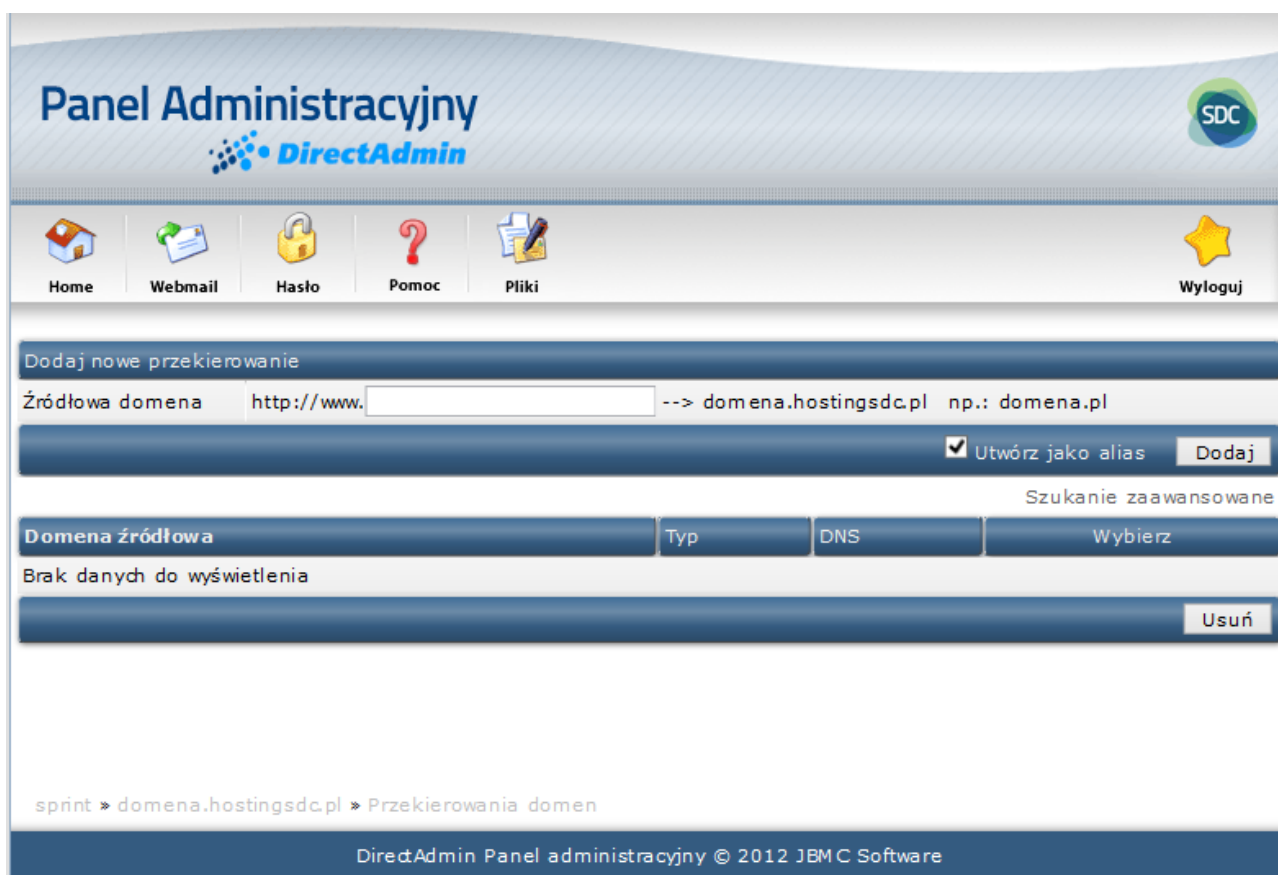 Panel Administracyjny
DirectAdmin
SDC
Home Webmail Hasło Pomoc Pliki Wyloguj
Dodaj nowe przekierowanie
Źródłowa domena http://www. --> domena.hostingsdc.pl np.: domena.pl
Utwórz jako alias Dodaj
Szukanie zaawansowane
Domena źródłowa Typ DNS Wybierz
Brak danych do wyświetlenia
Usuń
sprint » domena.hostingsdc.pl » Przekierowania domen
DirectAdmin Panel administracyjny © 2012 JBMC Software